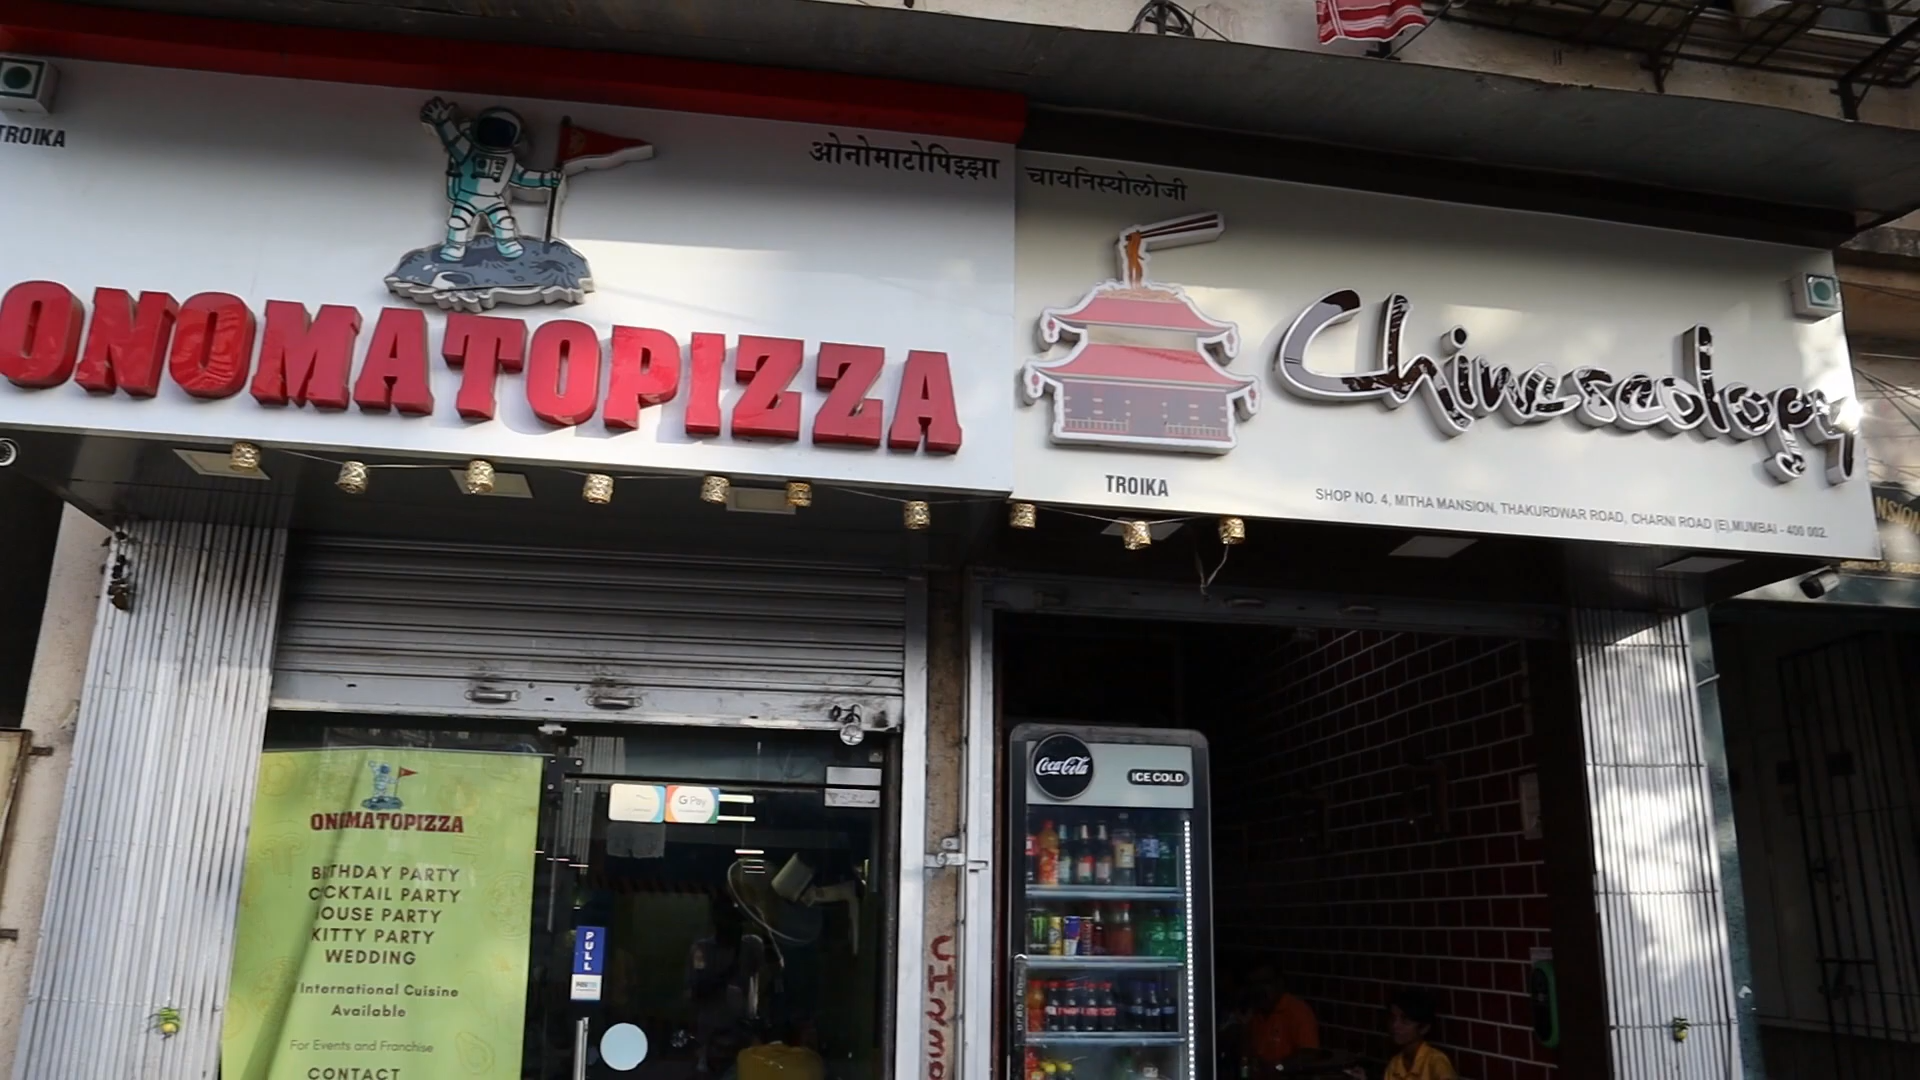 TROIKA
ओनोमाटोपिझ्झा
ONOMATOPIZZA
चायनिस्योलोजी
Chineseology
TROIKA
SHOP NO. 4, MITHA MANSION, THAKURDWAR ROAD, CHARNI ROAD (E),MUMBAI - 400 002.
ONOMATOPIZZA
BIRTHDAY PARTY
COCKTAIL PARTY
HOUSE PARTY
KITTY PARTY
WEDDING
International Cuisine
Available
For Events and Franchise
CONTACT
G Pay
PULL
Coca-Cola
ICE COLD